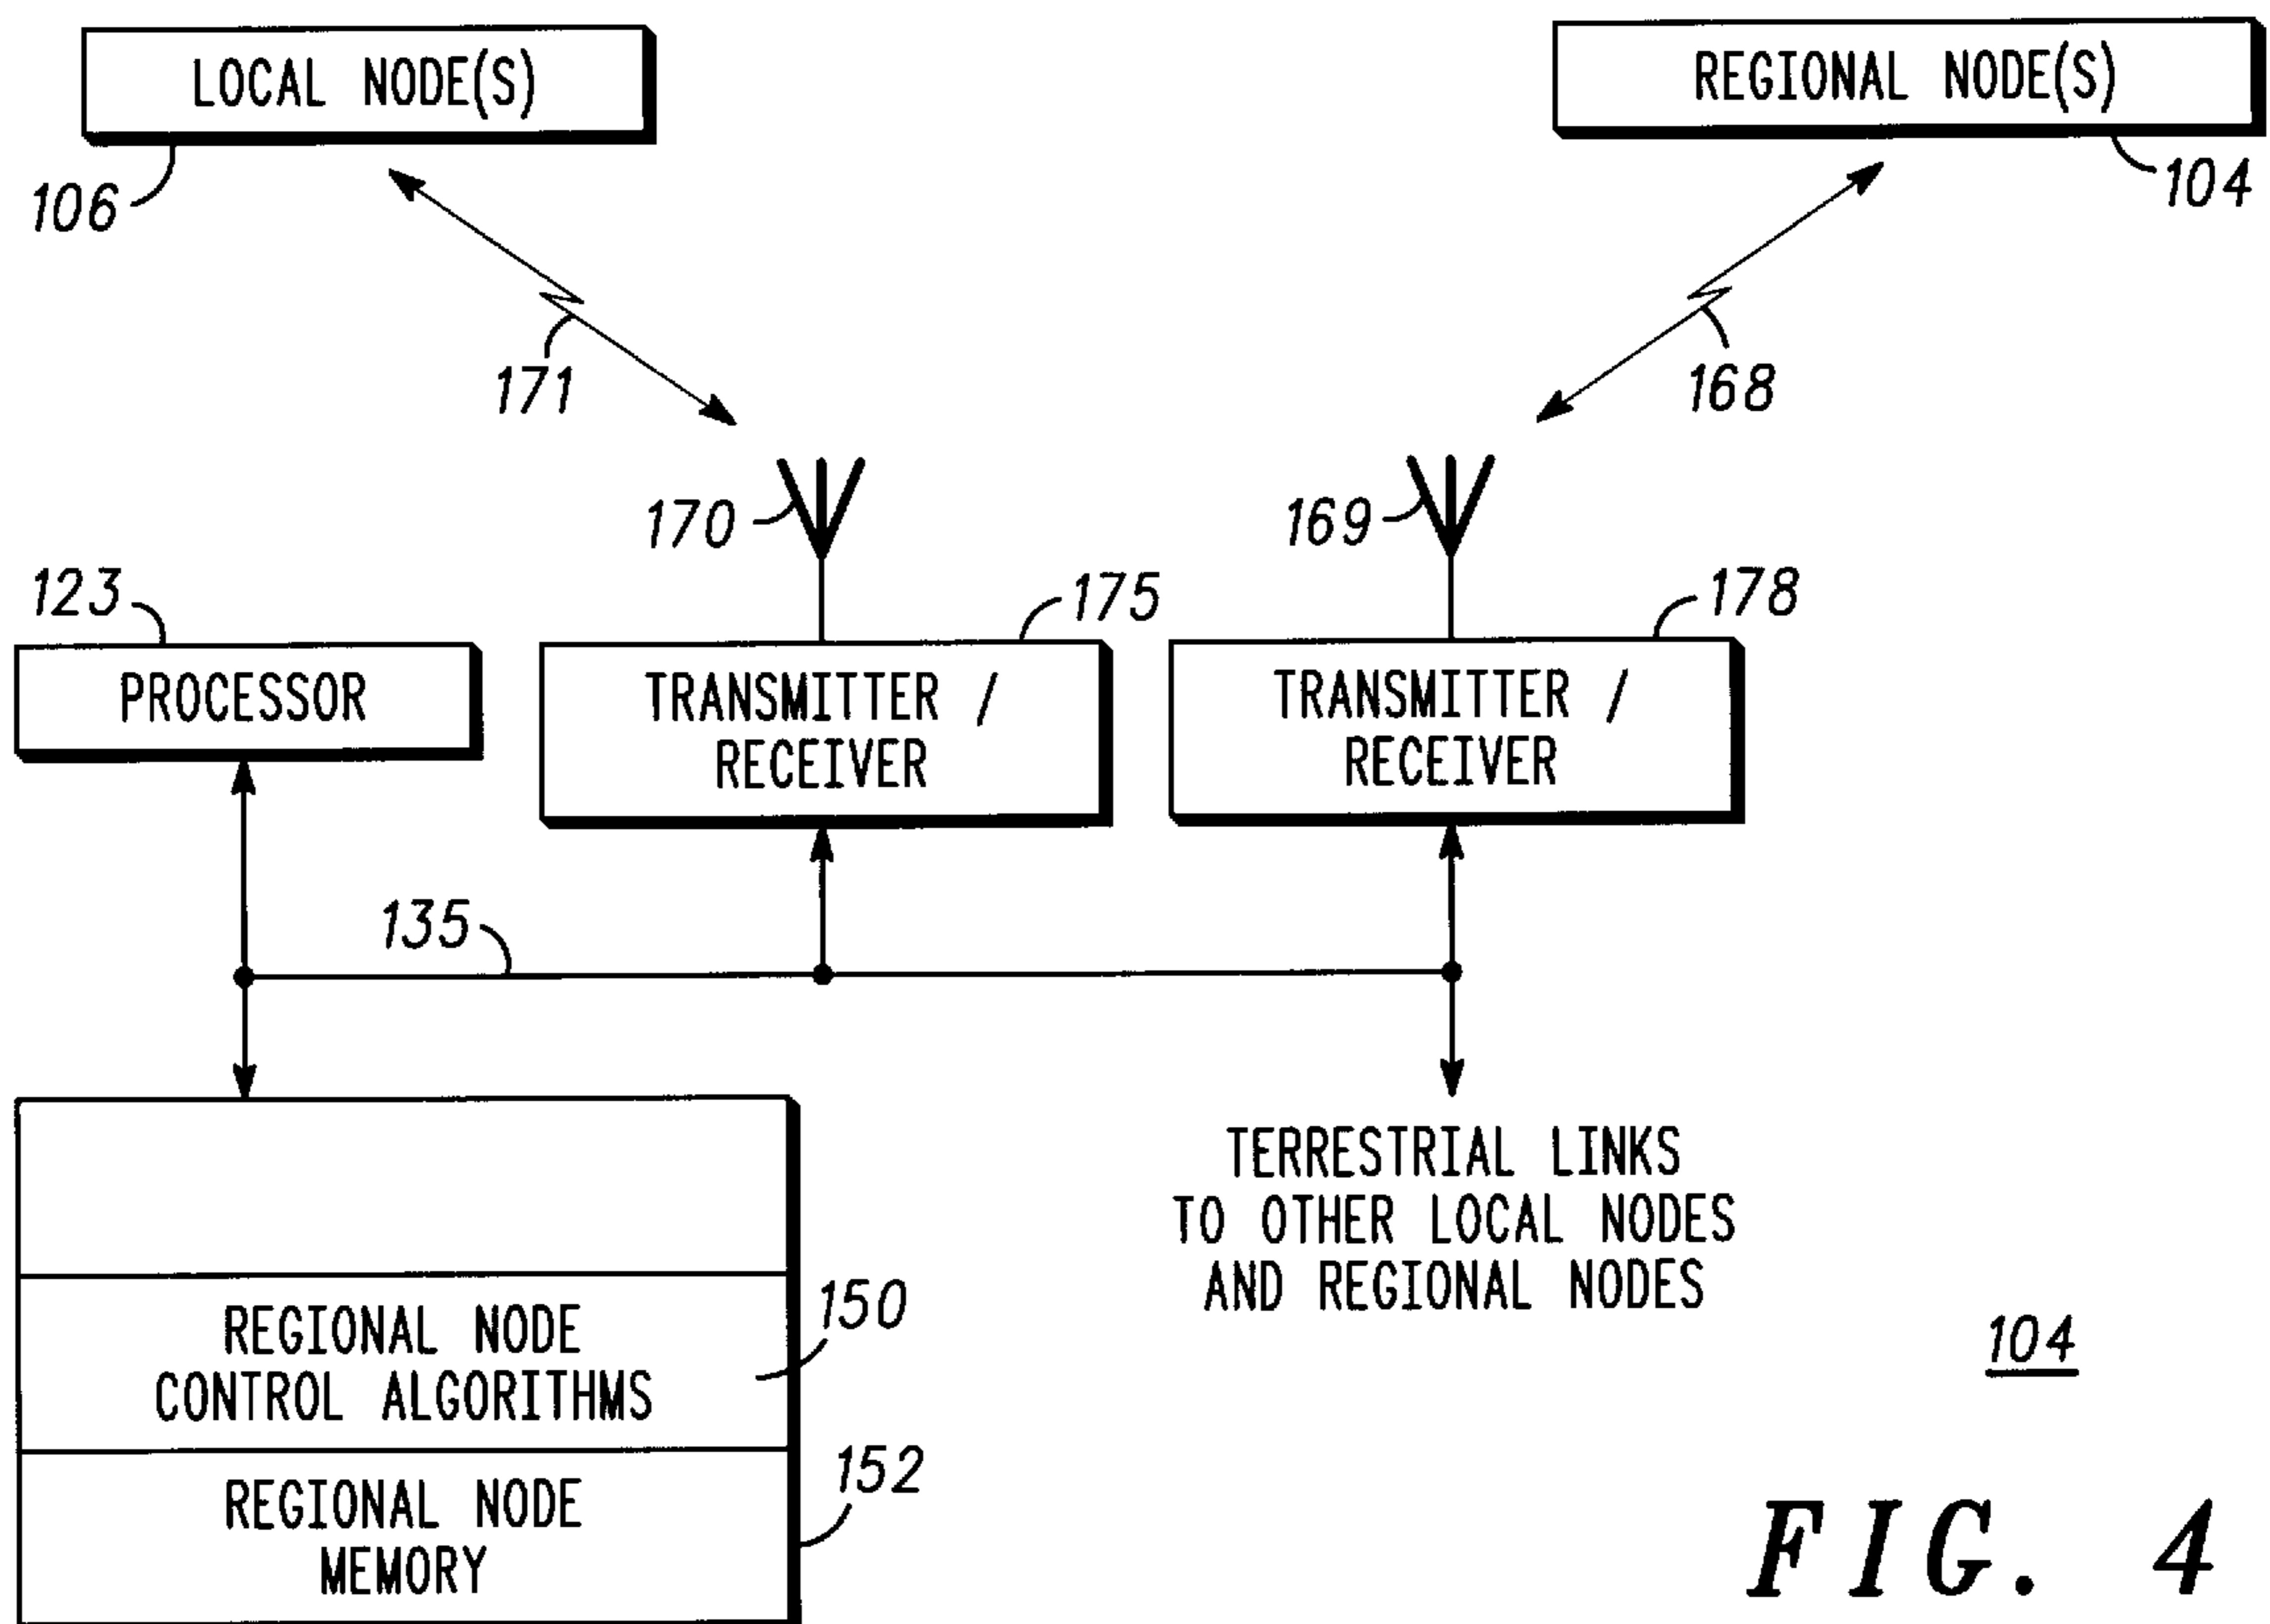 LOCAL NODE(S)
REGIONAL NODE(S)
106
104
171
168
170
169
123
175
178
PROCESSOR
TRANSMITTER /
RECEIVER
TRANSMITTER /
RECEIVER
135
TERRESTRIAL LINKS
TO OTHER LOCAL NODES
AND REGIONAL NODES
REGIONAL NODE
CONTROL ALGORITHMS
150
104
REGIONAL NODE
MEMORY
152
FIG. 4